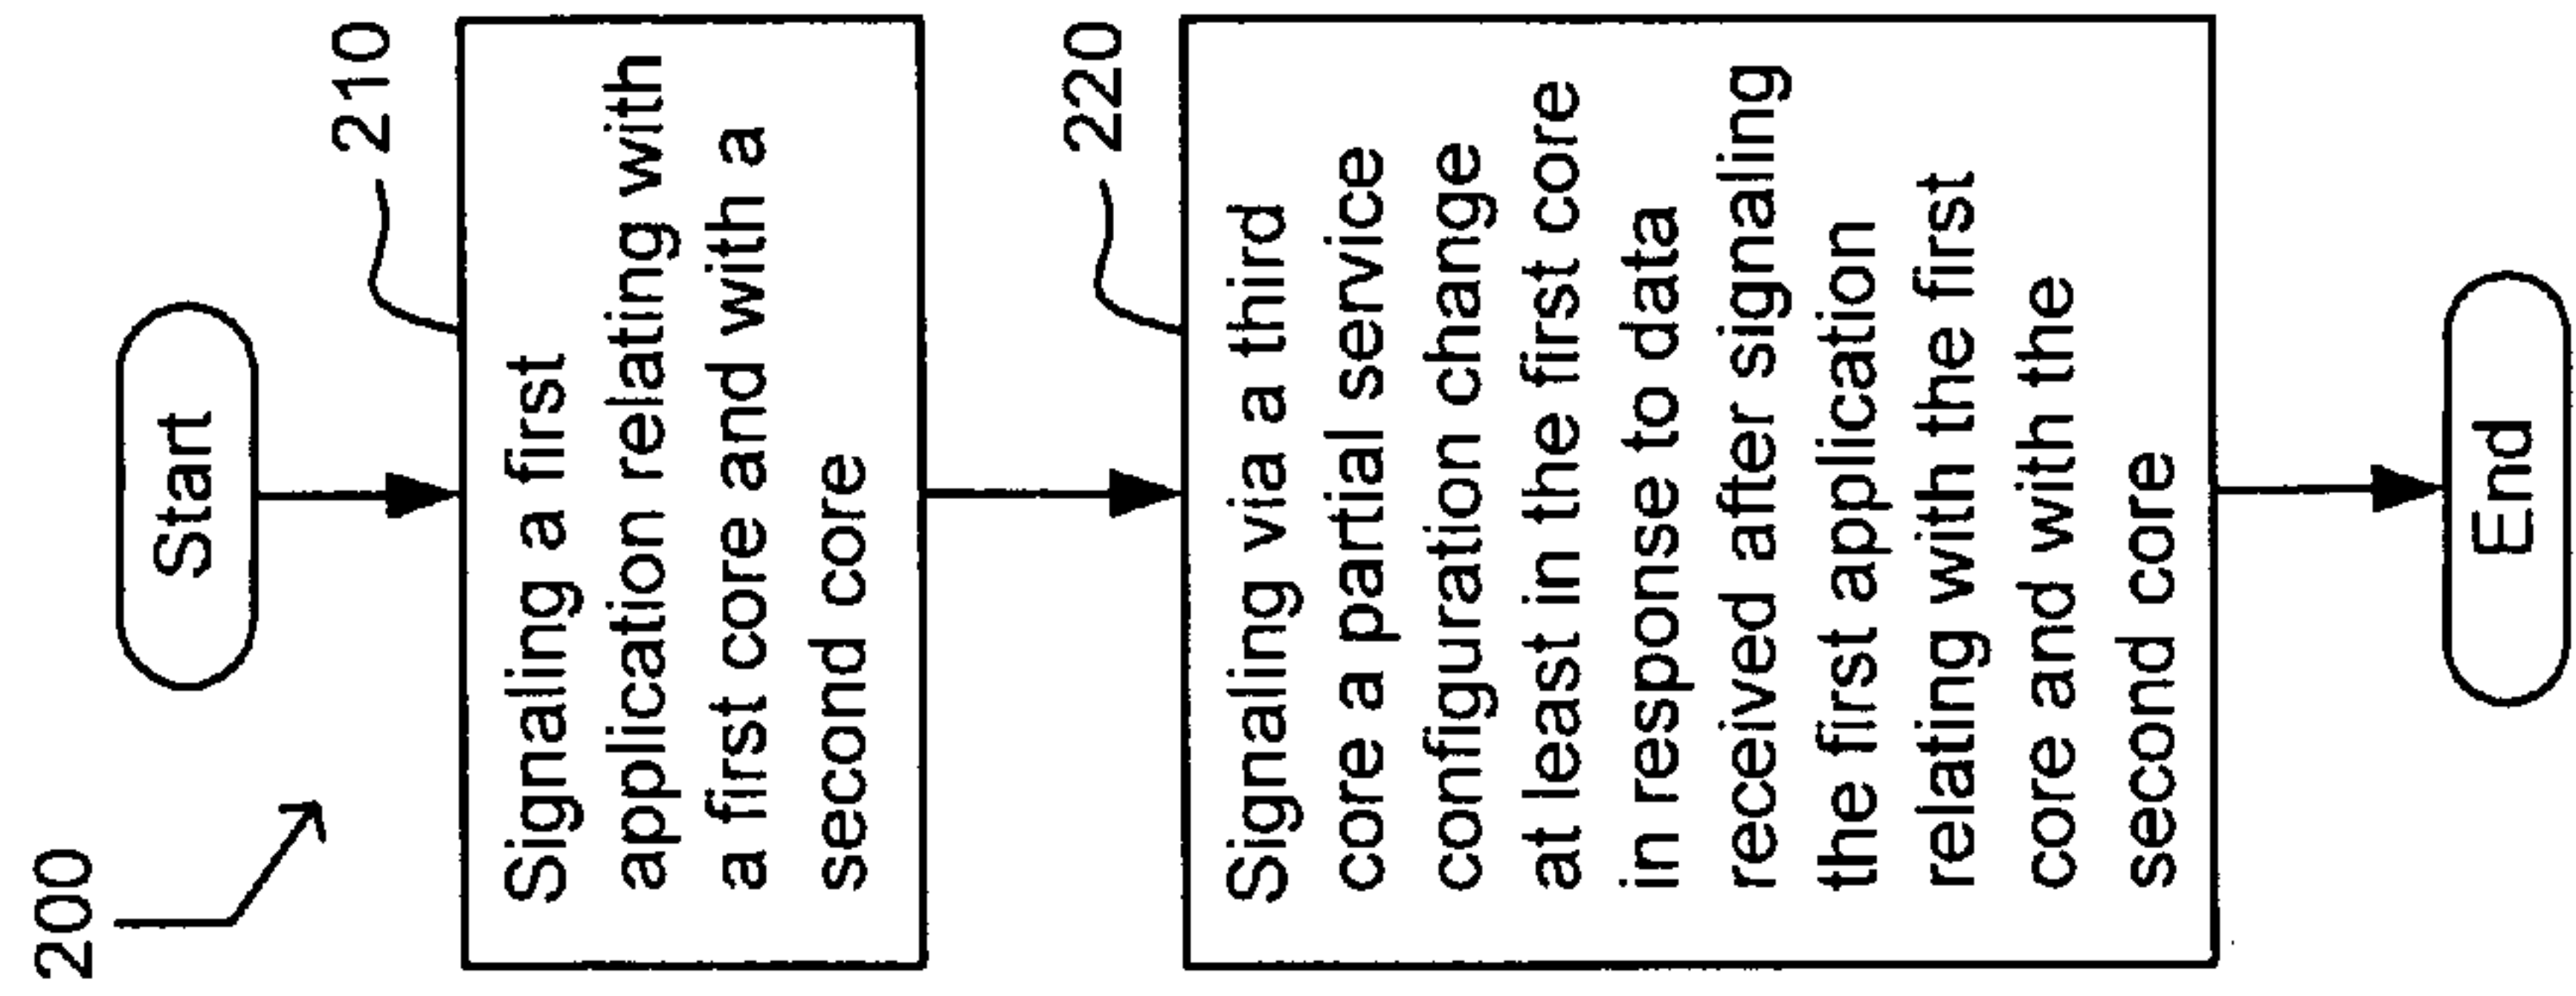 200
Start
210
Signaling a first
application relating with
a first core and with a
second core
220
Signaling via a third
core a partial service
configuration change
at least in the first core
in response to data
received after signaling
the first application
relating with the first
core and with the
second core
End